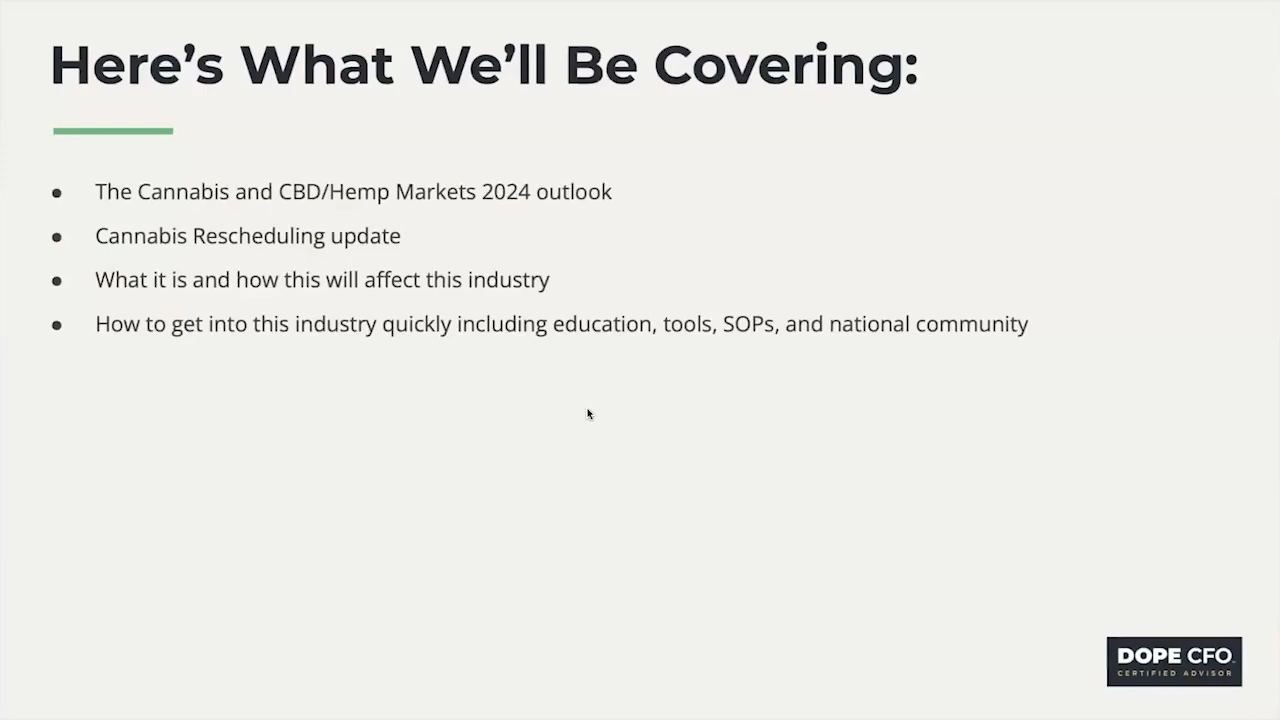 Here’s What We’ll Be Covering:
● The Cannabis and CBD/Hemp Markets 2024 outlook
● Cannabis Rescheduling update
● What it is and how this will affect this industry
● How to get into this industry quickly including education, tools, SOPs, and national community
DOPE CFO
CERTIFIED ADVISOR